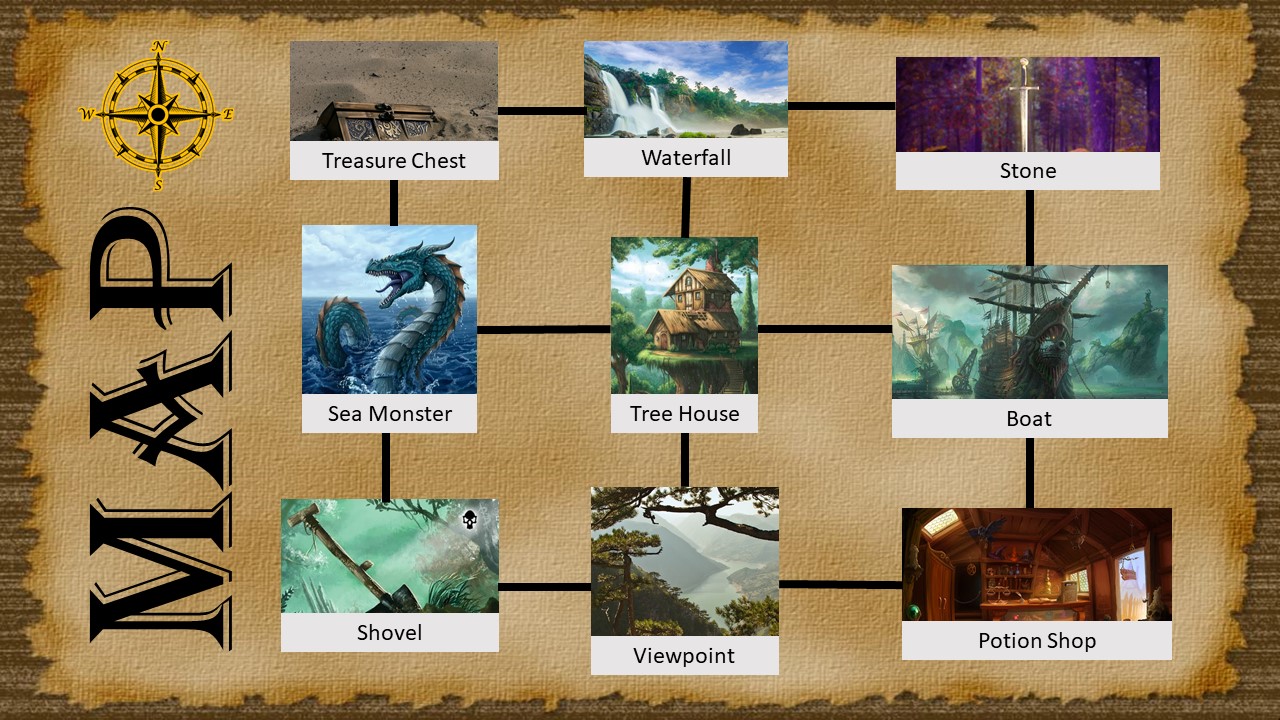 N
W
E
S
MAP
Treasure Chest
Waterfall
Stone
Sea Monster
Tree House
Boat
Shovel
Viewpoint
Potion Shop